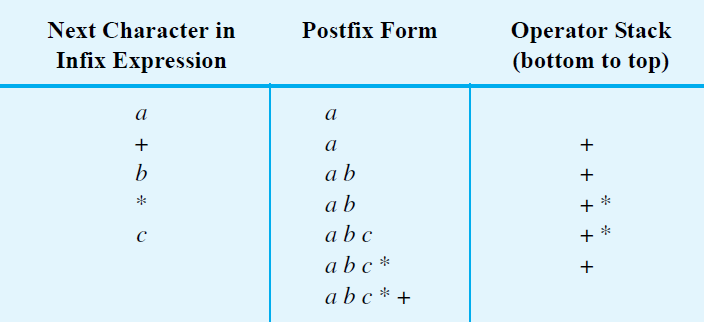 Next Character in Postfix Form Operator Stack
Infix Expression (bottom to top)
a a
+ a +
b a b +
* a b + *
c a b c + *
a b c * +
a b c * +